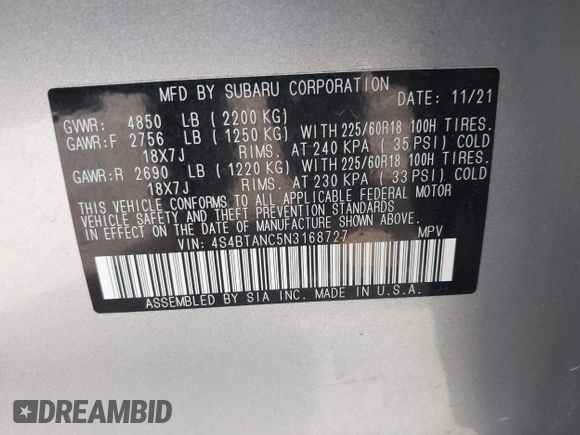 MFD BY SUBARU CORPORATION
DATE: 11/21
GVWR: 4850 LB (2200 KG)
GAWR:F 2756 LB (1250 KG) WITH 225/60R18 100H TIRES.
18X7J RIMS. AT 240 KPA (35 PSI) COLD
GAWR:R 2690 LB (1220 KG) WITH 225/60R18 100H TIRES.
18X7J RIMS. AT 230 KPA (33 PSI) COLD
THIS VEHICLE CONFORMS TO ALL APPLICABLE FEDERAL MOTOR
VEHICLE SAFETY AND THEFT PREVENTION STANDARDS
IN EFFECT ON DATE OF MANUFACTURE SHOWN ABOVE.
VIN: 4S4BTANC5N3168727 MPV
ASSEMBLED BY SIA INC. MADE IN U.S.A.
DREAMBID